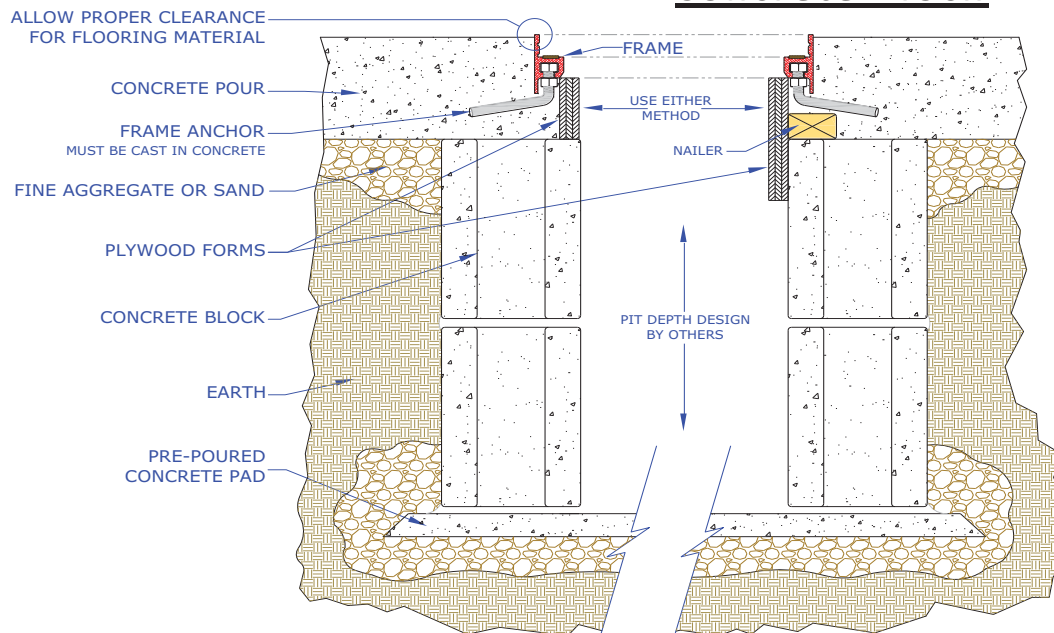 ALLOW PROPER CLEARANCE
FOR FLOORING MATERIAL
FRAME
CONCRETE POUR
USE EITHER
METHOD
FRAME ANCHOR
MUST BE CAST IN CONCRETE
NAILER
FINE AGGREGATE OR SAND
PLYWOOD FORMS
CONCRETE BLOCK
PIT DEPTH DESIGN
BY OTHERS
EARTH
PRE-POURED
CONCRETE PAD